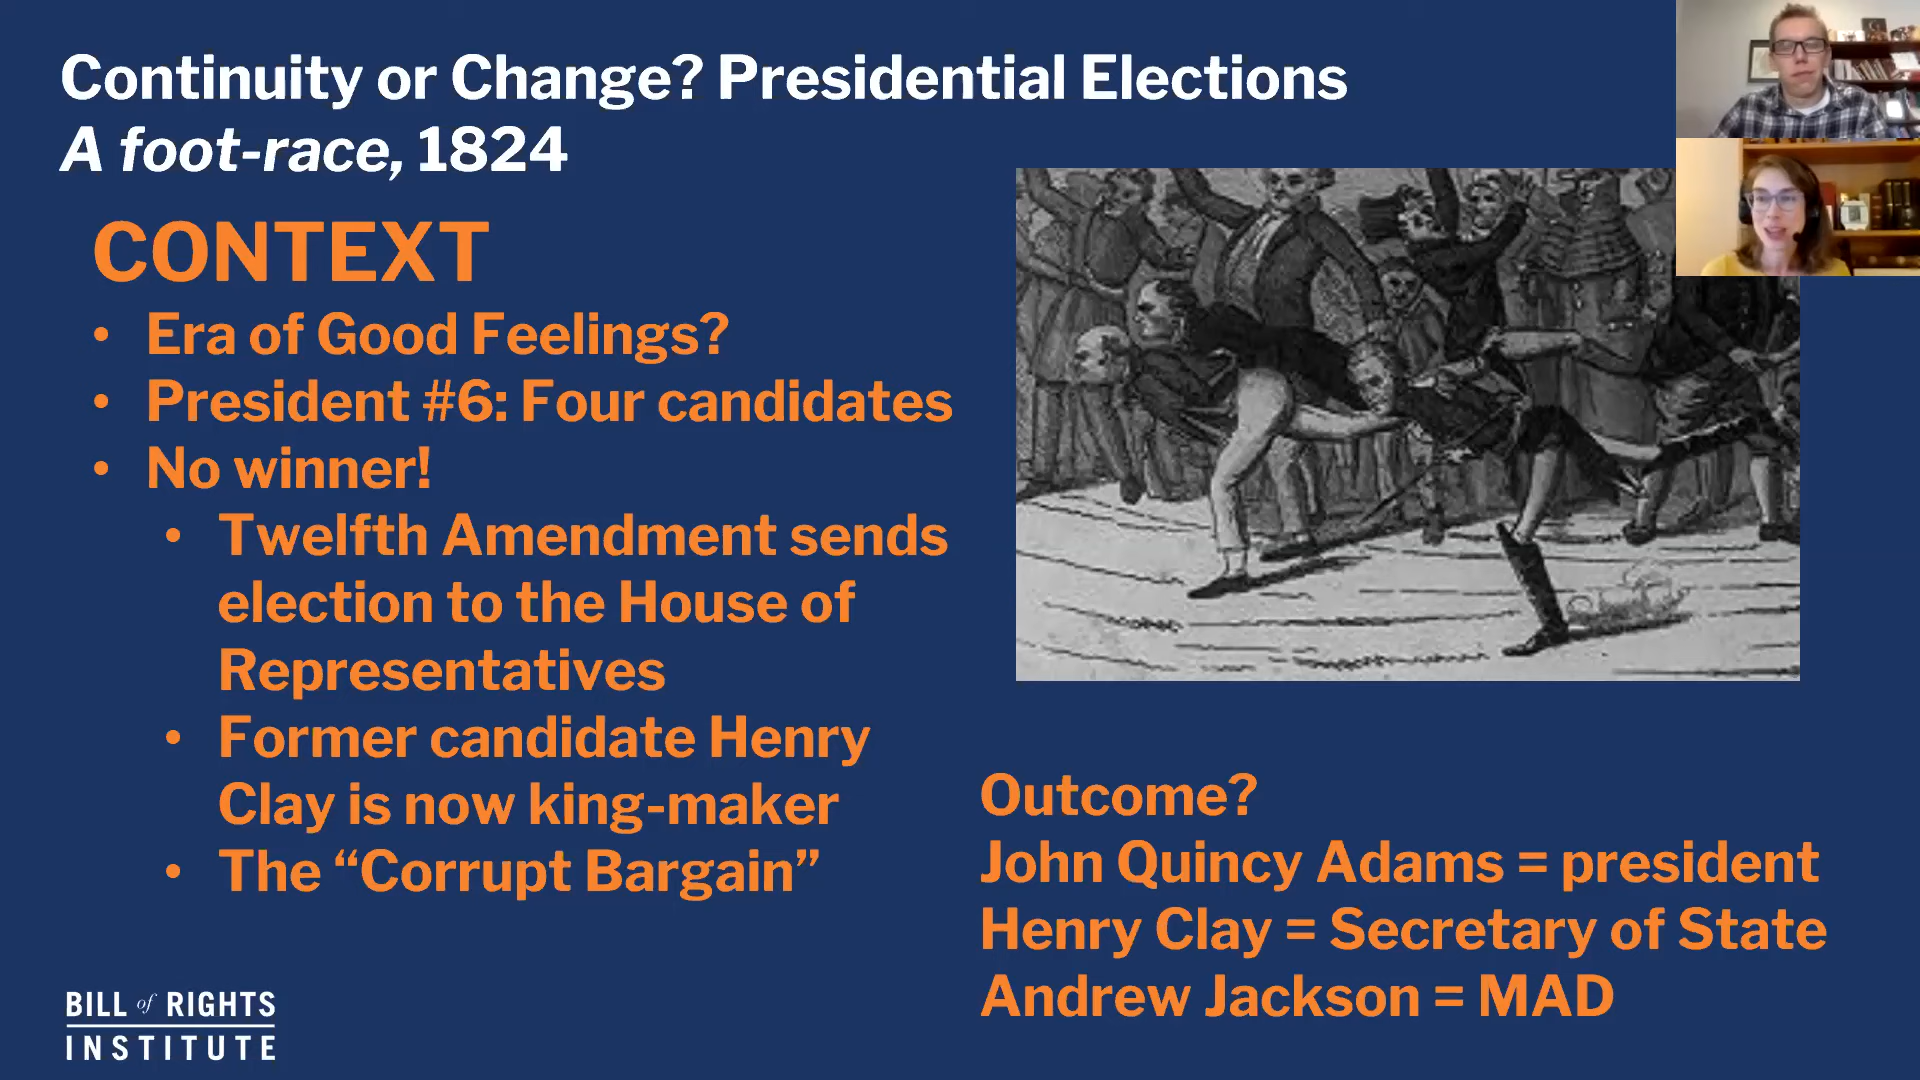 Continuity or Change? Presidential Elections
A foot-race, 1824
CONTEXT
• Era of Good Feelings?
• President #6: Four candidates
• No winner!
• Twelfth Amendment sends
election to the House of
Representatives
• Former candidate Henry
Clay is now king-maker
• The “Corrupt Bargain”
Outcome?
John Quincy Adams = president
Henry Clay = Secretary of State
Andrew Jackson = MAD
BILL of RIGHTS
INSTITUTE